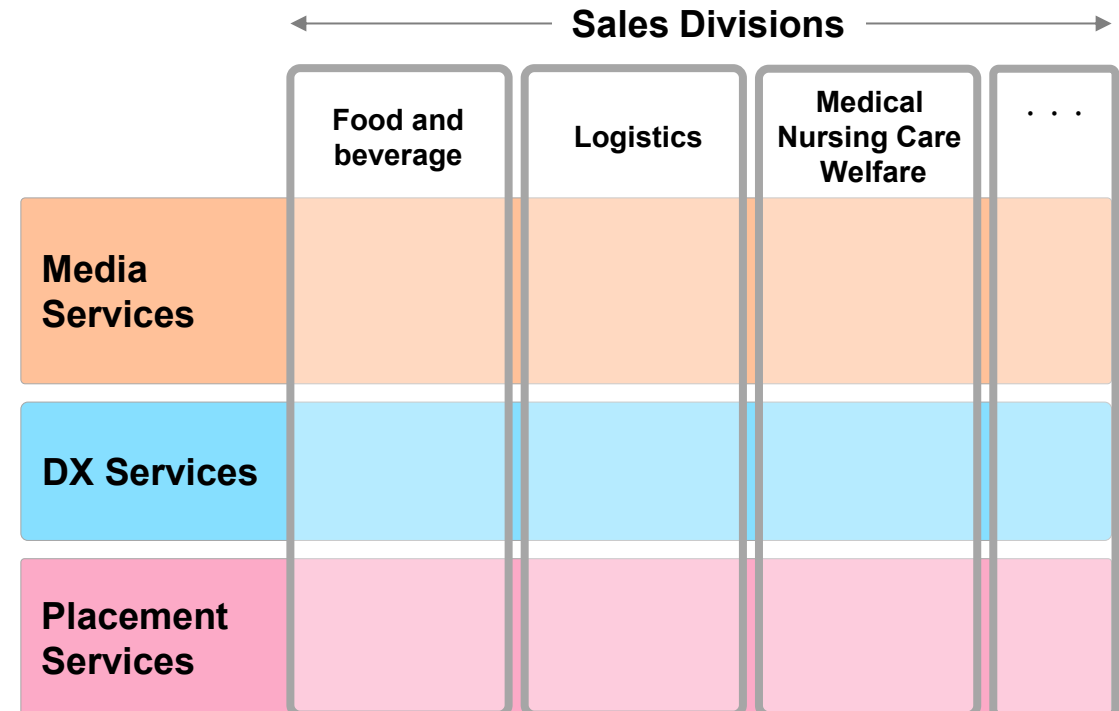 Sales Divisions
Food and
beverage
Logistics
Medical
Nursing Care
Welfare
. . .
Media
Services
DX Services
Placement
Services